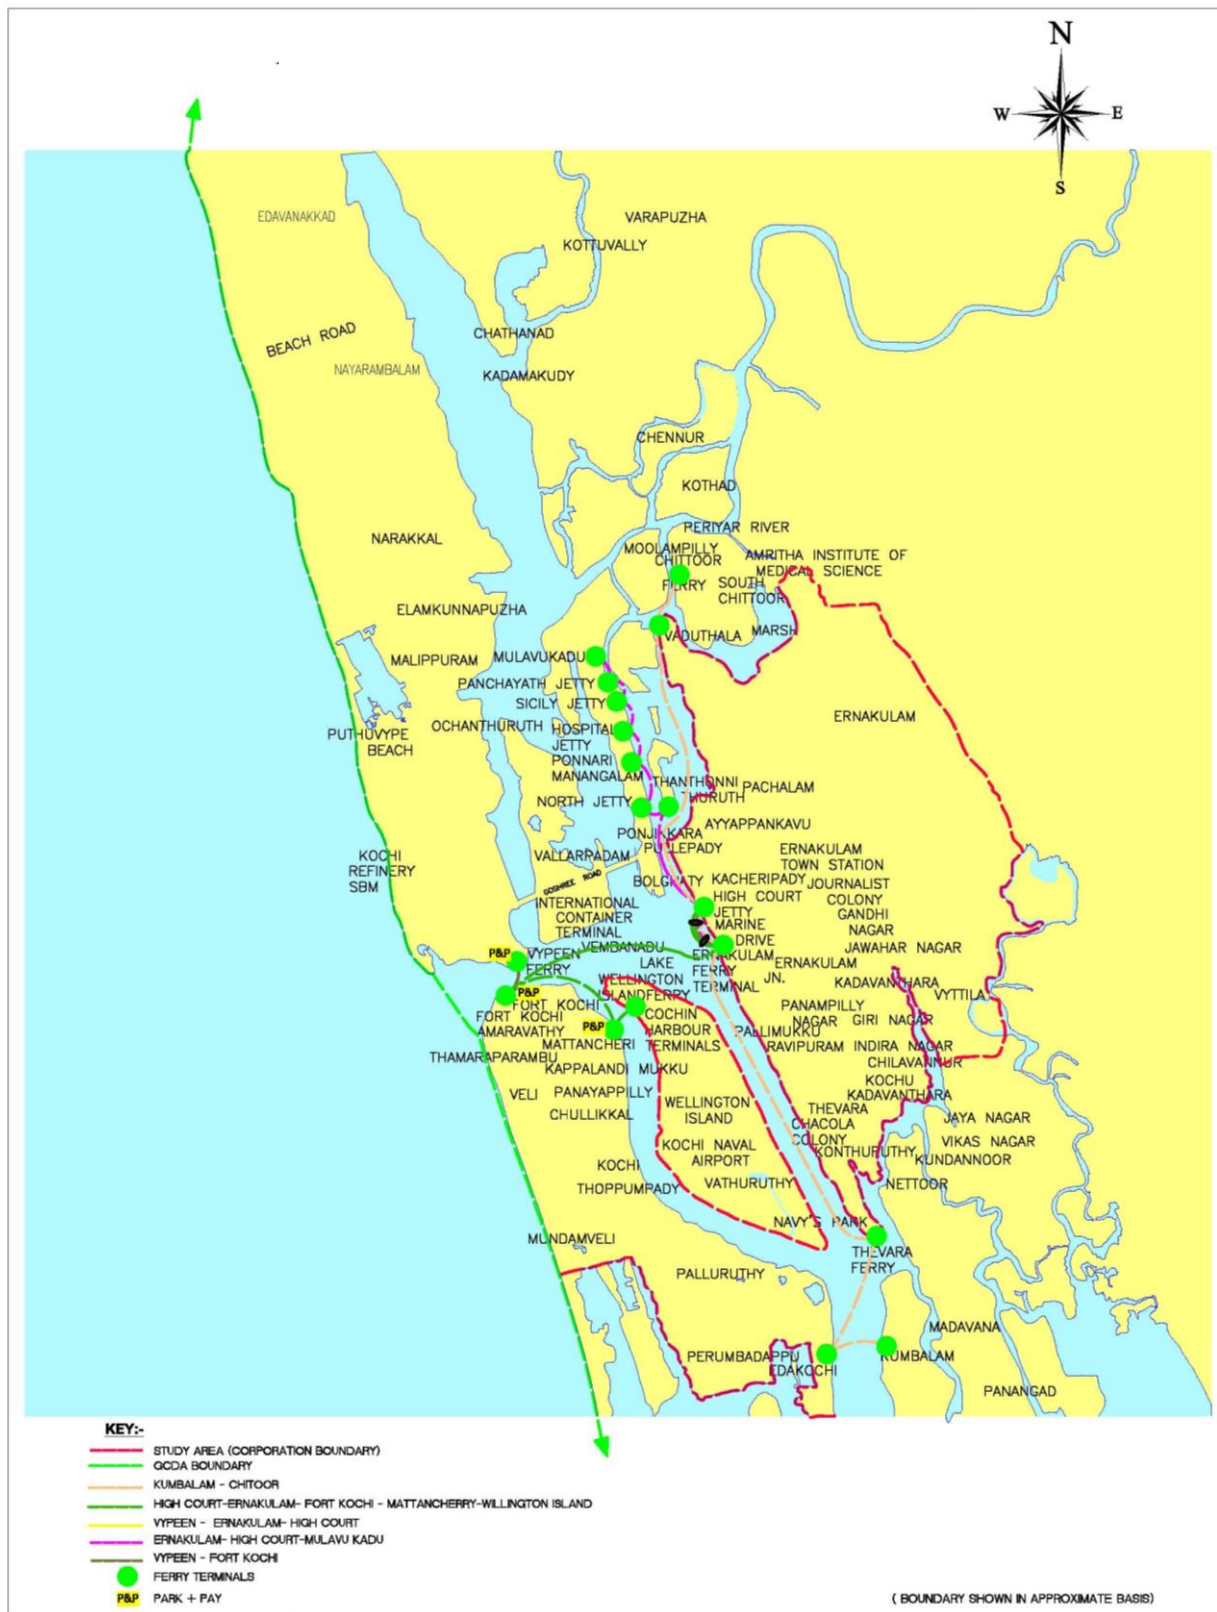 N
W
E
S
EDAVANAKKAD
VARAPUZHA
KOTTUVALLY
BEACH ROAD
CHATHANAD
NAYARAMBALAM
KADAMAKUDY
CHENNUR
KOTHAD
PERIYAR RIVER
NARAKKAL
MOOLAMPILLY
CHITTOOR
FERRY
AMRITHA INSTITUTE OF
MEDICAL SCIENCE
SOUTH
CHITTOOR
ELAMKUNNAPUZHA
VADUTHALA
MARSH
MALIPPURAM
MULAVUKADU
PANCHAYATH JETTY
SICILY JETTY
ERNAKULAM
OCHANTHURUTH
HOSPITAL
JETTY
PUTHUVYPE
BEACH
PONNARI
MANANGALAM
THANTHONNI
THURUTH
PACHALAM
NORTH JETTY
AYYAPPANKAVU
PONJIKKARA
PULLEPADY
ERNAKULAM
TOWN STATION
KOCHI
REFINERY
SBM
VALLARPADAM
GOSHREE ROAD
BOLGHATY
KACHERIPADY
JOURNALIST
COLONY
HIGH COURT
JETTY
INTERNATIONAL
CONTAINER
TERMINAL
GANDHI
NAGAR
MARINE
DRIVE
JAWAHAR NAGAR
P&P
VYPEEN
FERRY
VEMBANADU
LAKE
ERNAKULAM
FERRY
TERMINAL
ERNAKULAM
JN.
KADAVANTHARA
VYTTILA
WELLINGTON
ISLANDFERRY
P&P
FORT KOCHI
FORT KOCHI
AMARAVATHY
COCHIN
HARBOUR
TERMINALS
P&P
MATTANCHERI
PANAMPILLY
NAGAR
GIRI NAGAR
PALLIMUKKU
RAVIPURAM
INDIRA NAGAR
THAMARAPARAMBU
KAPPALANDI MUKKU
CHILAVANNUR
KOCHU
KADAVANTHARA
VELI
PANAYAPPILLY
CHULLIKKAL
WELLINGTON
ISLAND
THEVARA
CHACOLA
COLONY
JAYA NAGAR
KOCHI NAVAL
AIRPORT
KONTHURUTHY
VIKAS NAGAR
KUNDANNOOR
KOCHI
THOPPUMPADY
VATHURUTHY
NETTOOR
NAVY'S PARK
MUNDAMVELI
THEVARA
FERRY
PALLURUTHY
MADAVANA
PERUMBADAPPU
EDAKOCHI
KUMBALAM
PANANGAD
KEY:-
STUDY AREA (CORPORATION BOUNDARY)
GCDA BOUNDARY
KUMBALAM - CHITOOR
HIGH COURT-ERNAKULAM- FORT KOCHI - MATTANCHERRY-WILLINGTON ISLAND
VYPEEN - ERNAKULAM- HIGH COURT
ERNAKULAM- HIGH COURT-MULAVU KADU
VYPEEN - FORT KOCHI
FERRY TERMINALS
P&P PARK + PAY
( BOUNDARY SHOWN IN APPROXIMATE BASIS)